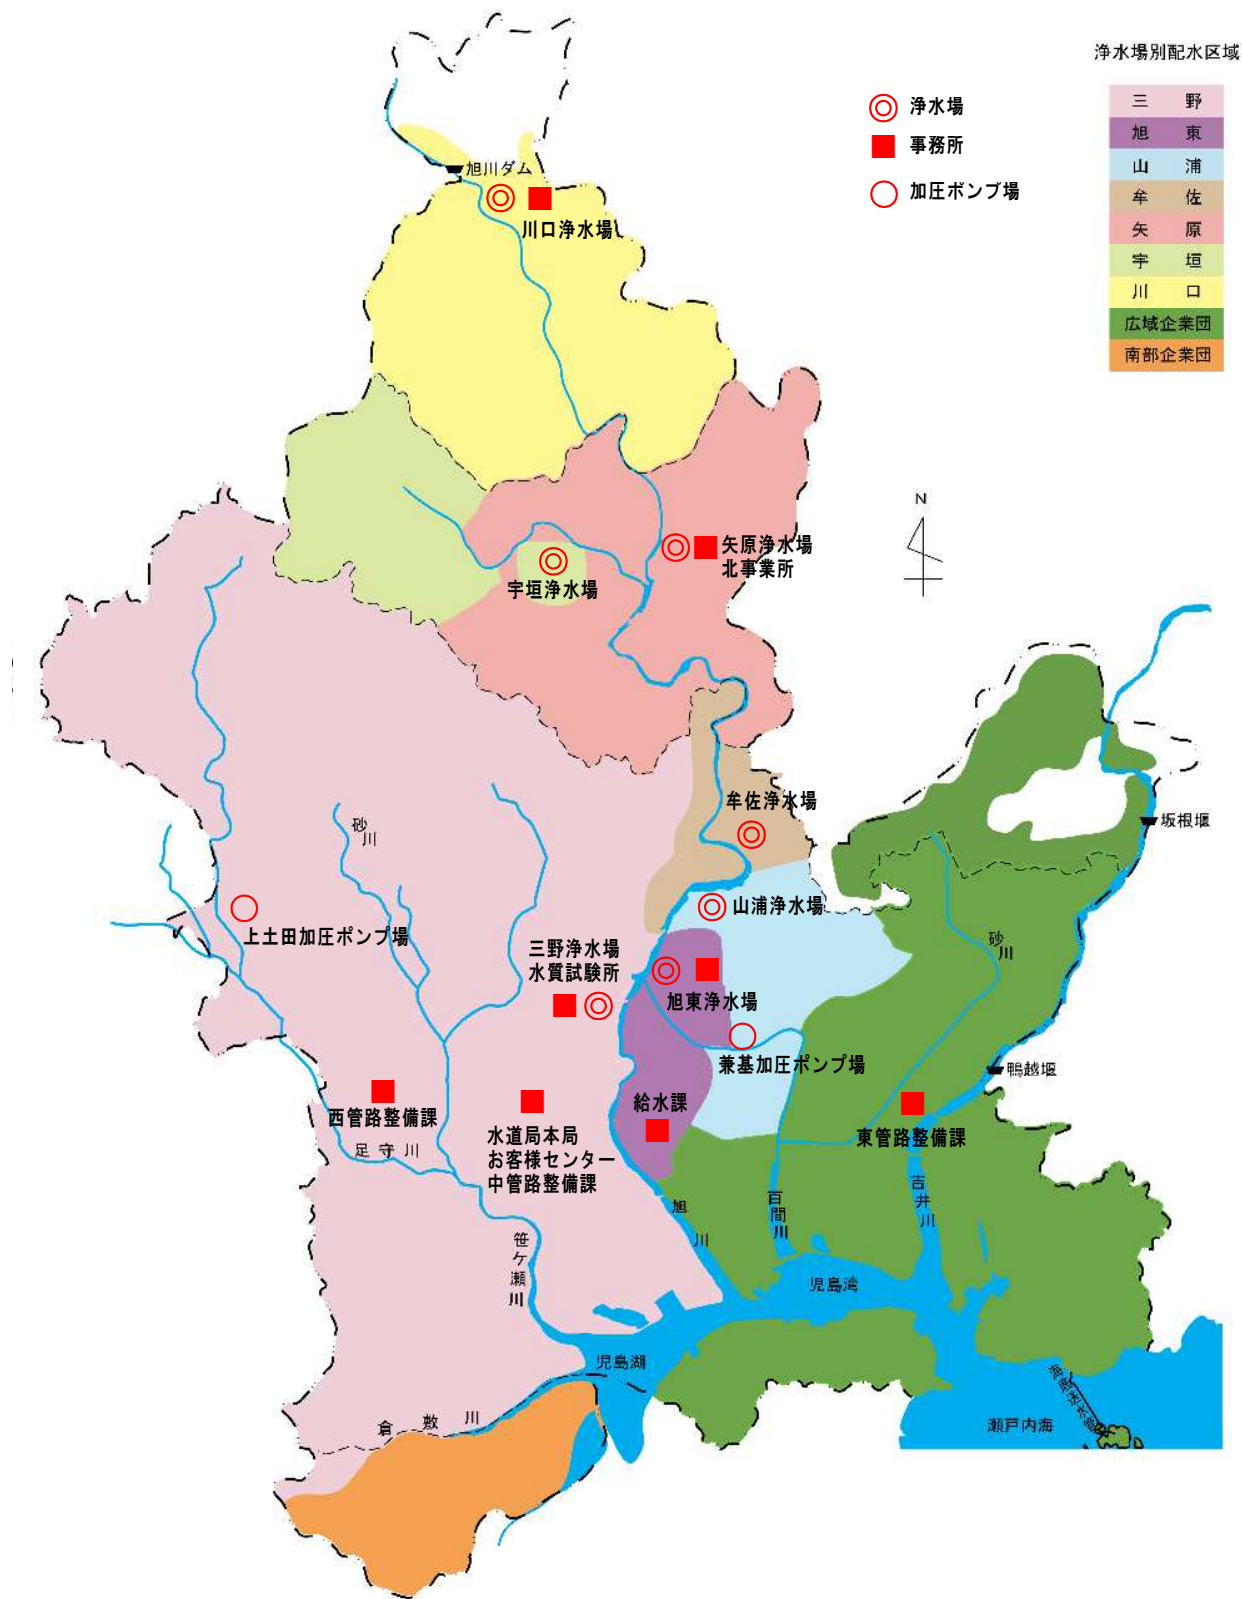 浄水場別配水区域
浄水場
事務所
加圧ポンプ場
三野
旭東
山浦
牟佐
矢原
宇垣
川口
広域企業団
南部企業団
旭川ダム
川口浄水場
N
矢原浄水場
北事業所
宇垣浄水場
牟佐浄水場
坂根堰
砂川
山浦浄水場
上土田加圧ポンプ場
三野浄水場
水質試験所
砂川
旭東浄水場
兼基加圧ポンプ場
鴨越堰
西管路整備課
給水課
東管路整備課
水道局本局
お客様センター
中管路整備課
足守川
旭川
百間川
吉井川
笹ケ瀬川
児島湾
児島湖
倉敷川
瀬戸内海